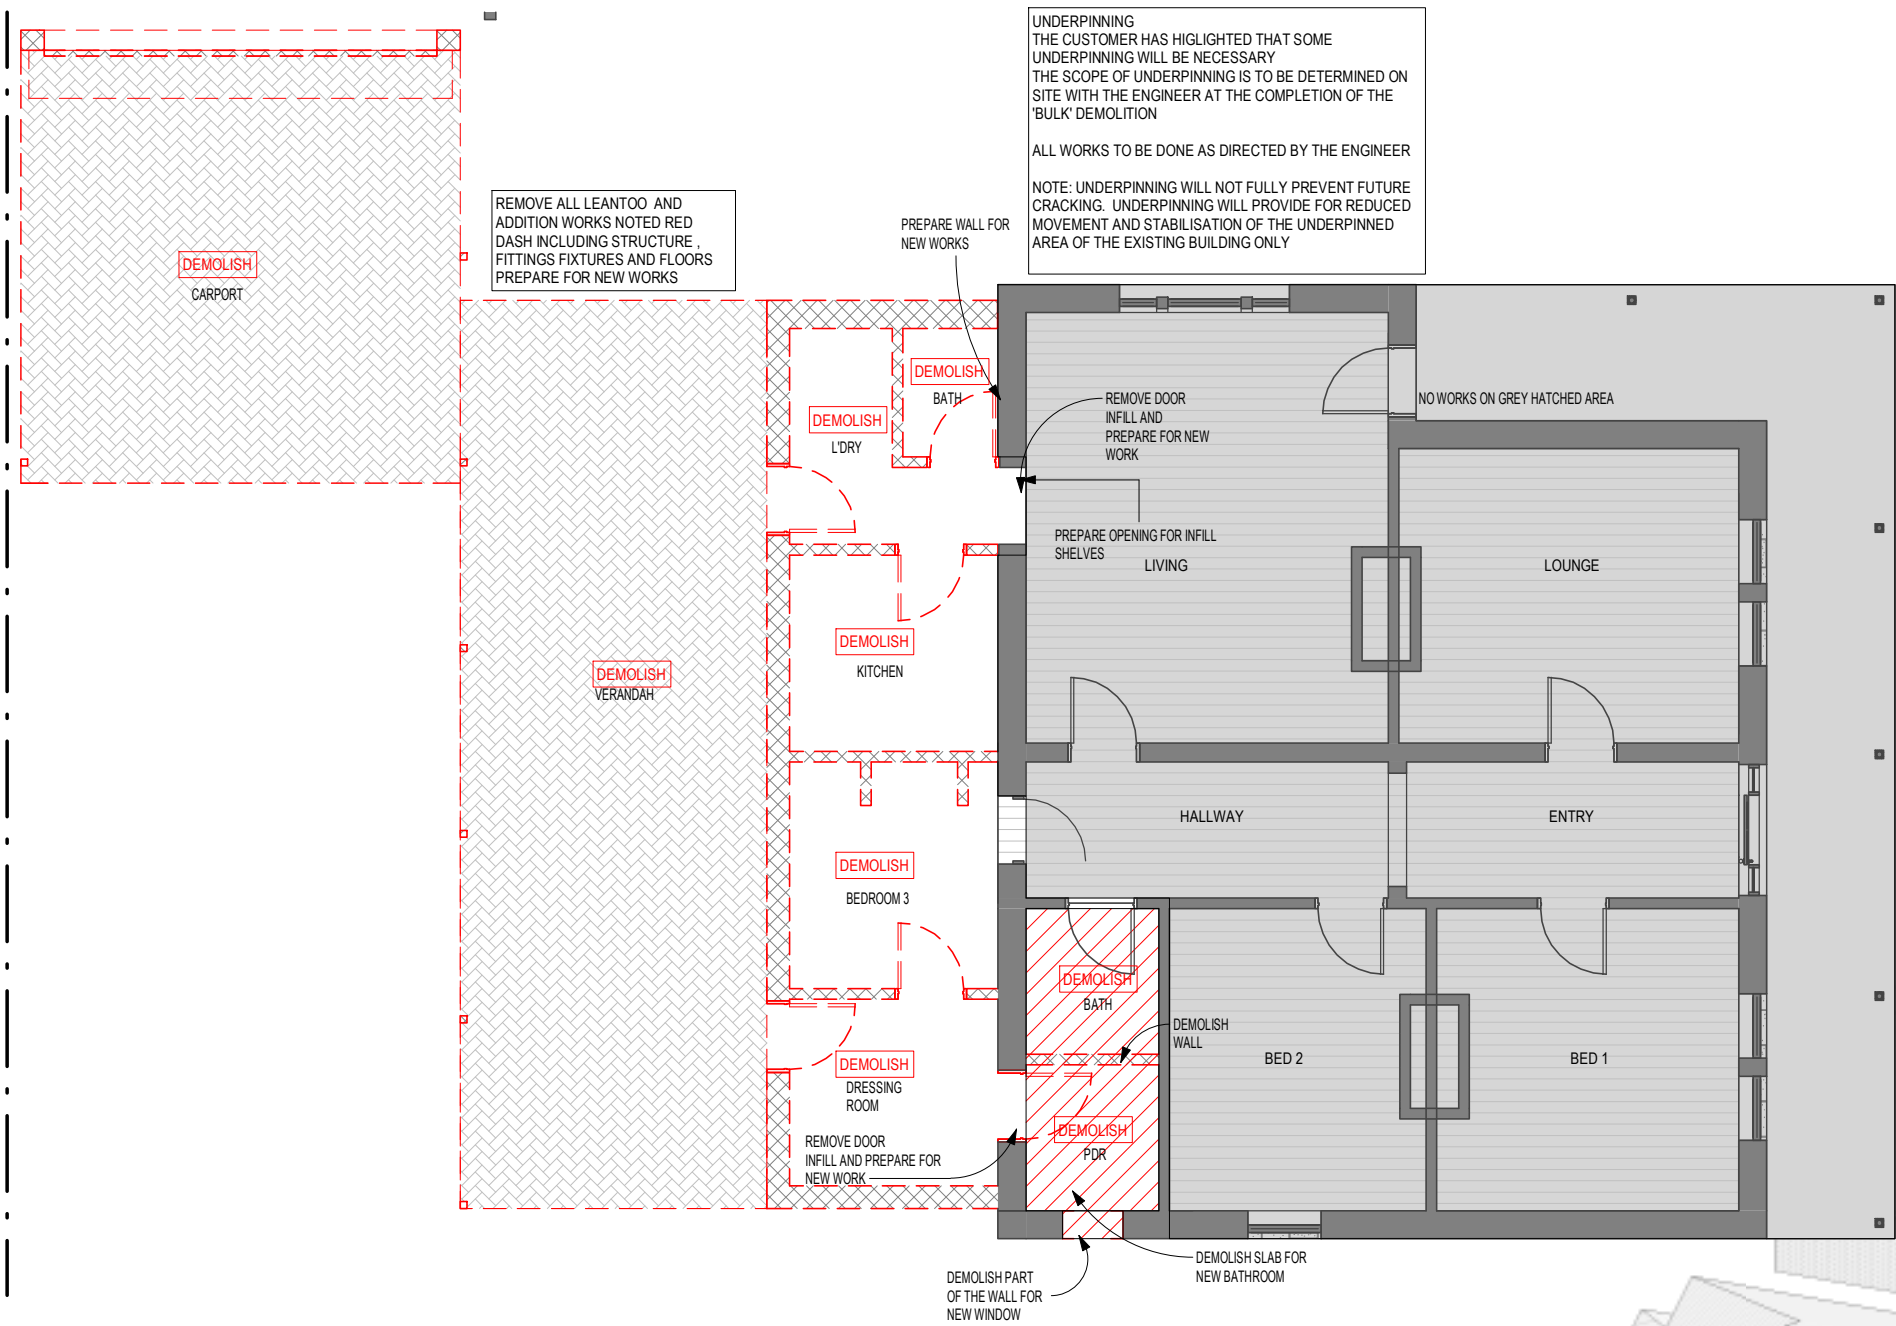 UNDERPINNING
THE CUSTOMER HAS HIGLIGHTED THAT SOME
UNDERPINNING WILL BE NECESSARY
THE SCOPE OF UNDERPINNING IS TO BE DETERMINED ON
SITE WITH THE ENGINEER AT THE COMPLETION OF THE
'BULK' DEMOLITION
ALL WORKS TO BE DONE AS DIRECTED BY THE ENGINEER
NOTE: UNDERPINNING WILL NOT FULLY PREVENT FUTURE
CRACKING. UNDERPINNING WILL PROVIDE FOR REDUCED
MOVEMENT AND STABILISATION OF THE UNDERPINNED
AREA OF THE EXISTING BUILDING ONLY
REMOVE ALL LEANTOO AND
ADDITION WORKS NOTED RED
DASH INCLUDING STRUCTURE ,
FITTINGS FIXTURES AND FLOORS
PREPARE FOR NEW WORKS
PREPARE WALL FOR
NEW WORKS
DEMOLISH
CARPORT
DEMOLISH
BATH
DEMOLISH
L'DRY
REMOVE DOOR
INFILL AND
PREPARE FOR NEW
WORK
NO WORKS ON GREY HATCHED AREA
PREPARE OPENING FOR INFILL
SHELVES
LIVING
LOUNGE
DEMOLISH
KITCHEN
DEMOLISH
VERANDAH
HALLWAY
ENTRY
DEMOLISH
BEDROOM 3
DEMOLISH
BATH
DEMOLISH
WALL
BED 2
BED 1
DEMOLISH
DRESSING
ROOM
DEMOLISH
PDR
REMOVE DOOR
INFILL AND PREPARE FOR
NEW WORK
DEMOLISH SLAB FOR
NEW BATHROOM
DEMOLISH PART
OF THE WALL FOR
NEW WINDOW